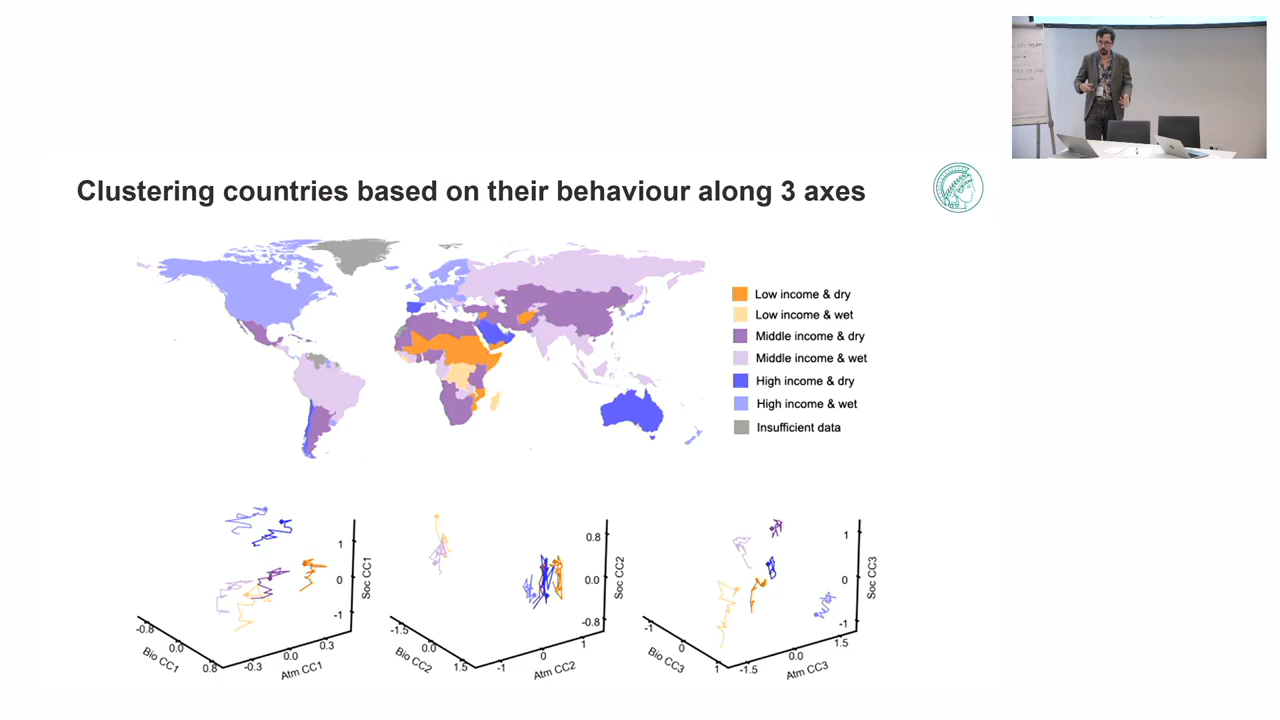 Clustering countries based on their behaviour along 3 axes
Low income & dry
Low income & wet
Middle income & dry
Middle income & wet
High income & dry
High income & wet
Insufficient data
1
0
-1
Soc CC1
-0.8
0.0
0.8
Bio CC1
-0.3
0.0
0.3
Atm CC1
0.8
0.0
-0.8
Soc CC2
-1.5
0.0
1.5
Bio CC2
-1
0
1
Atm CC2
1
0
-1
Soc CC3
-1
0
1
Bio CC3
-1.5
0.0
1.5
Atm CC3